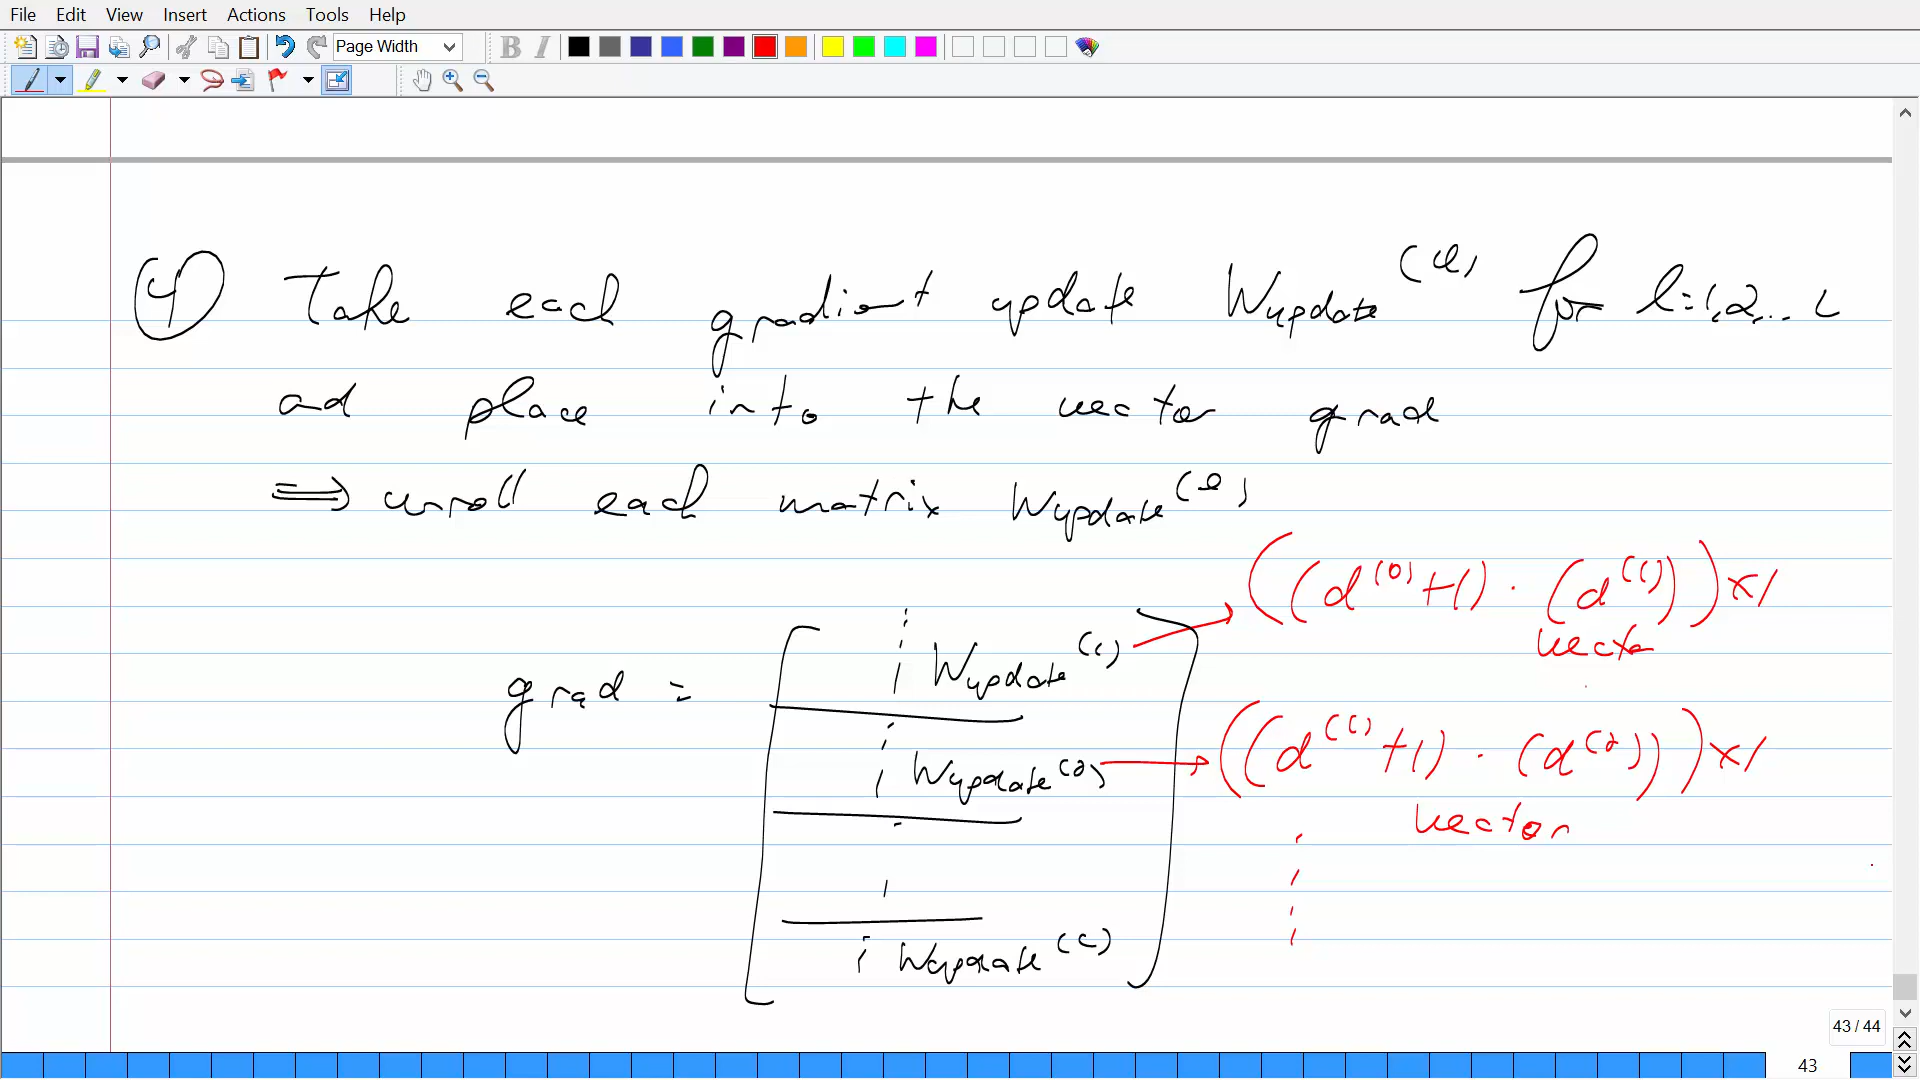 File Edit View Insert Actions Tools Help
Page Width
B I
(4) Take each gradient update Wupdate^(l) for l=1,2,... L
and place into the vector grad
⟹ unroll each matrix Wupdate^(l)
((d^(0)+1) · (d^(1)))×1
vector
grad = [ ⋮ Wupdate^(1)
⋮ Wupdate^(2)
⋮
⋮ Wupdate^(L) ]
((d^(1)+1) · (d^(2)))×1
vector
⋮
43 / 44
43